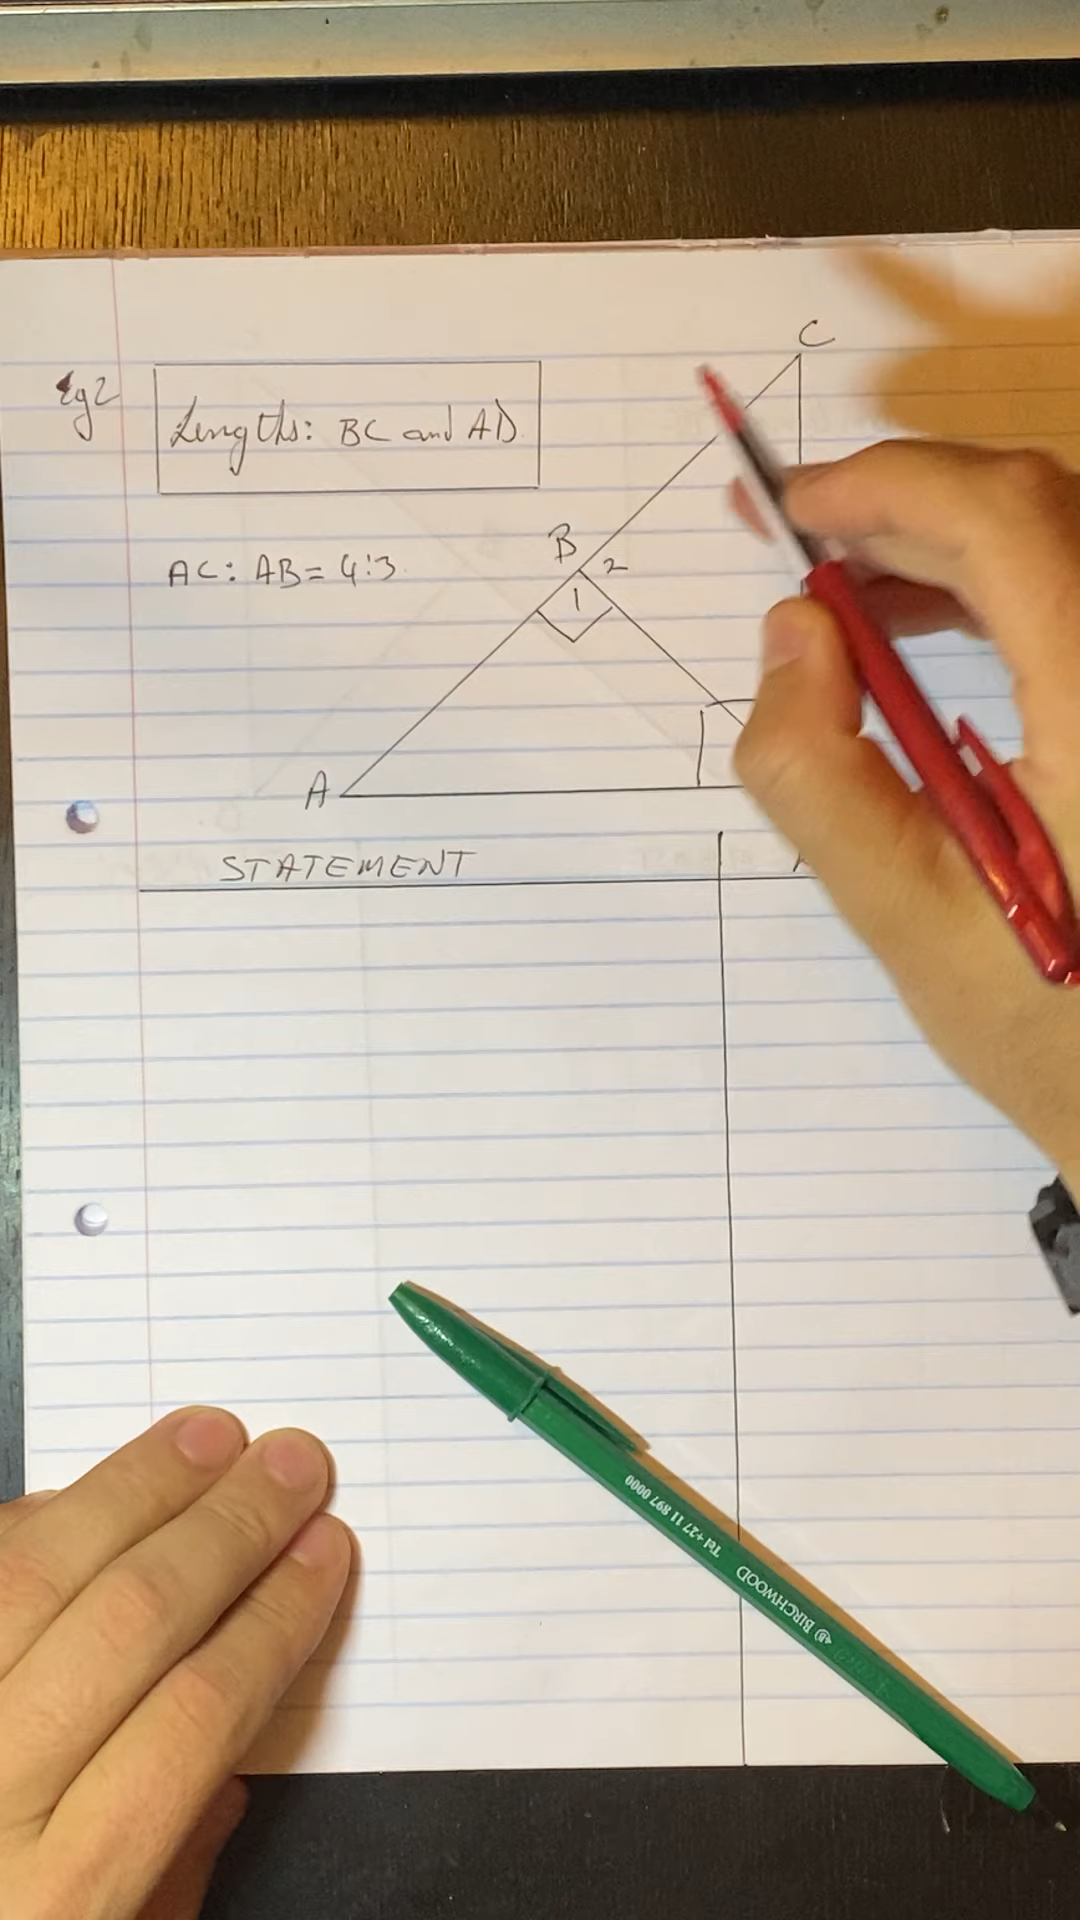 Eg2
Lengths: BC and AD
AC: AB = 4:3
C
B
2
1
A
STATEMENT
BIRCHWOOD
Tel +27 11 897 0000